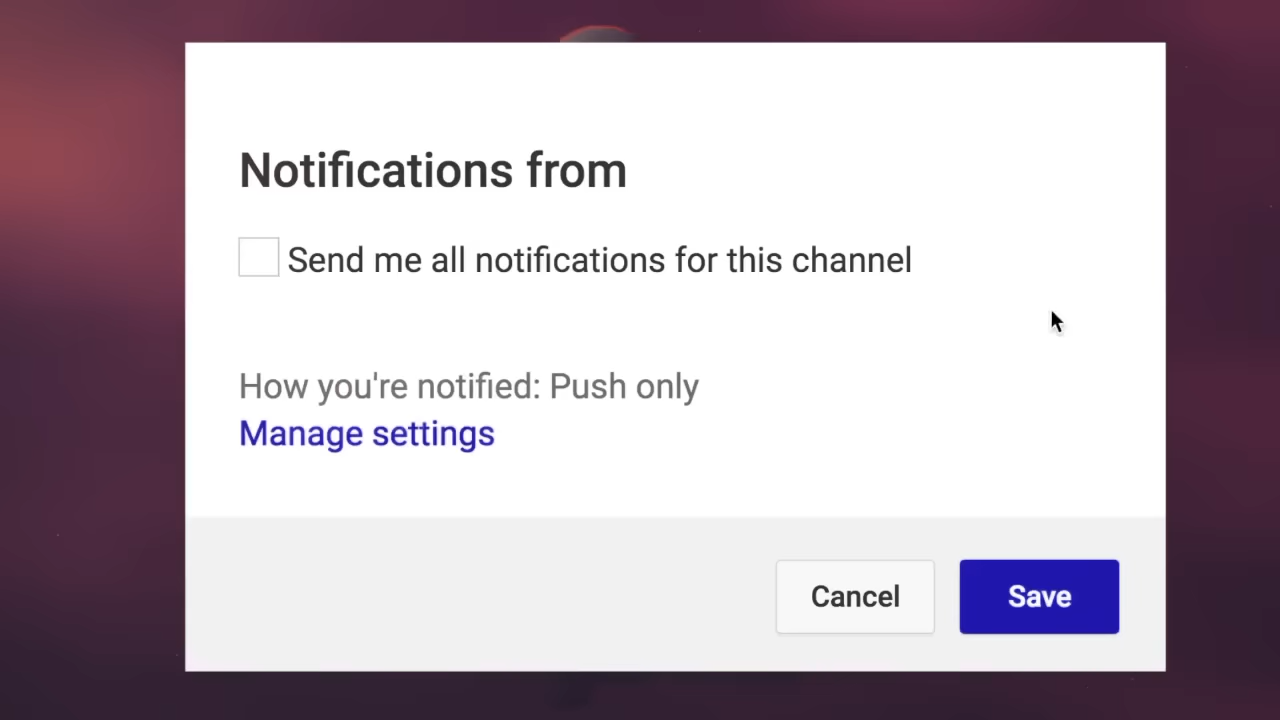 Notifications from
Send me all notifications for this channel
How you're notified: Push only
Manage settings
Cancel
Save